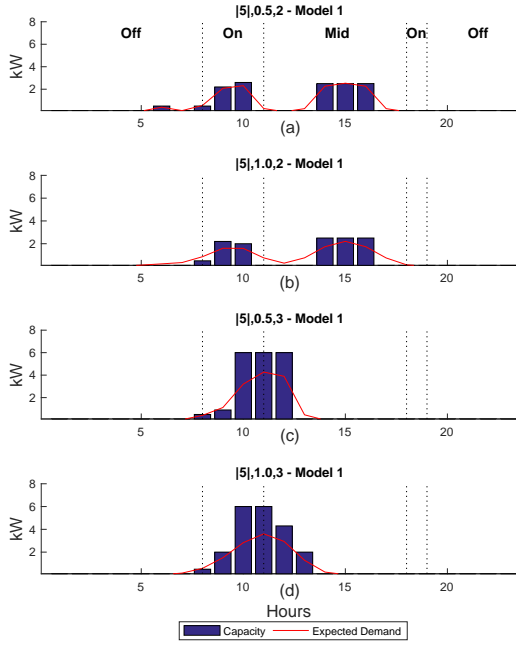 |5|,0.5,2 - Model 1
8
6
4
2
kW
Off On Mid On Off
5 10 15 20
(a)
|5|,1.0,2 - Model 1
8
6
4
2
kW
5 10 15 20
(b)
|5|,0.5,3 - Model 1
8
6
4
2
kW
5 10 15 20
(c)
|5|,1.0,3 - Model 1
8
6
4
2
kW
5 10 15 20
(d)
Hours
Capacity Expected Demand